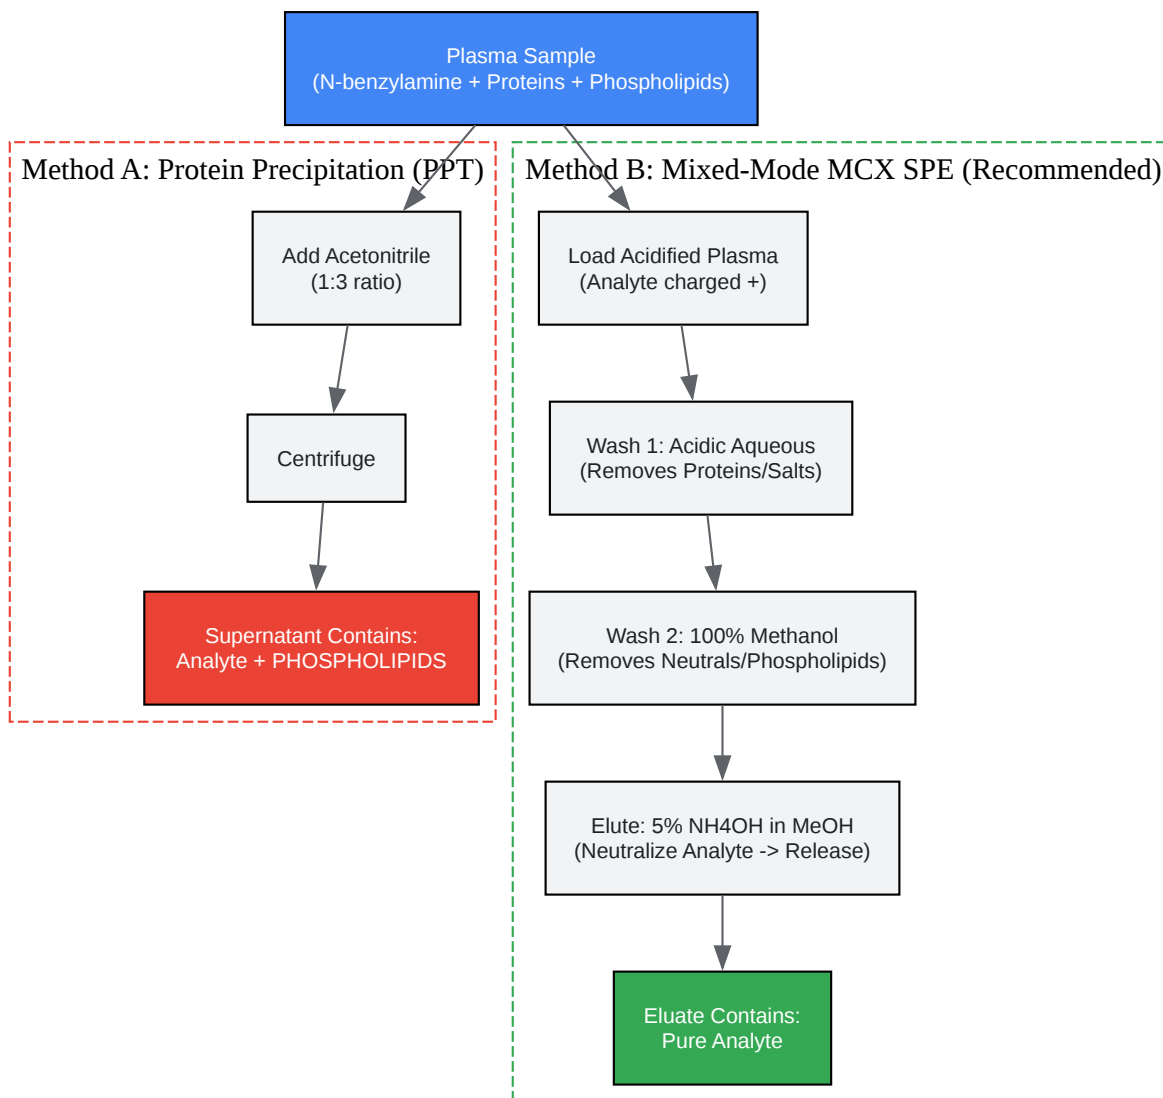 Plasma Sample
(N-benzylamine + Proteins + Phospholipids)
Method A: Protein Precipitation (PPT)
Add Acetonitrile
(1:3 ratio)
Centrifuge
Supernatant Contains:
Analyte + PHOSPHOLIPIDS
Method B: Mixed-Mode MCX SPE (Recommended)
Load Acidified Plasma
(Analyte charged +)
Wash 1: Acidic Aqueous
(Removes Proteins/Salts)
Wash 2: 100% Methanol
(Removes Neutrals/Phospholipids)
Elute: 5% NH4OH in MeOH
(Neutralize Analyte -> Release)
Eluate Contains:
Pure Analyte